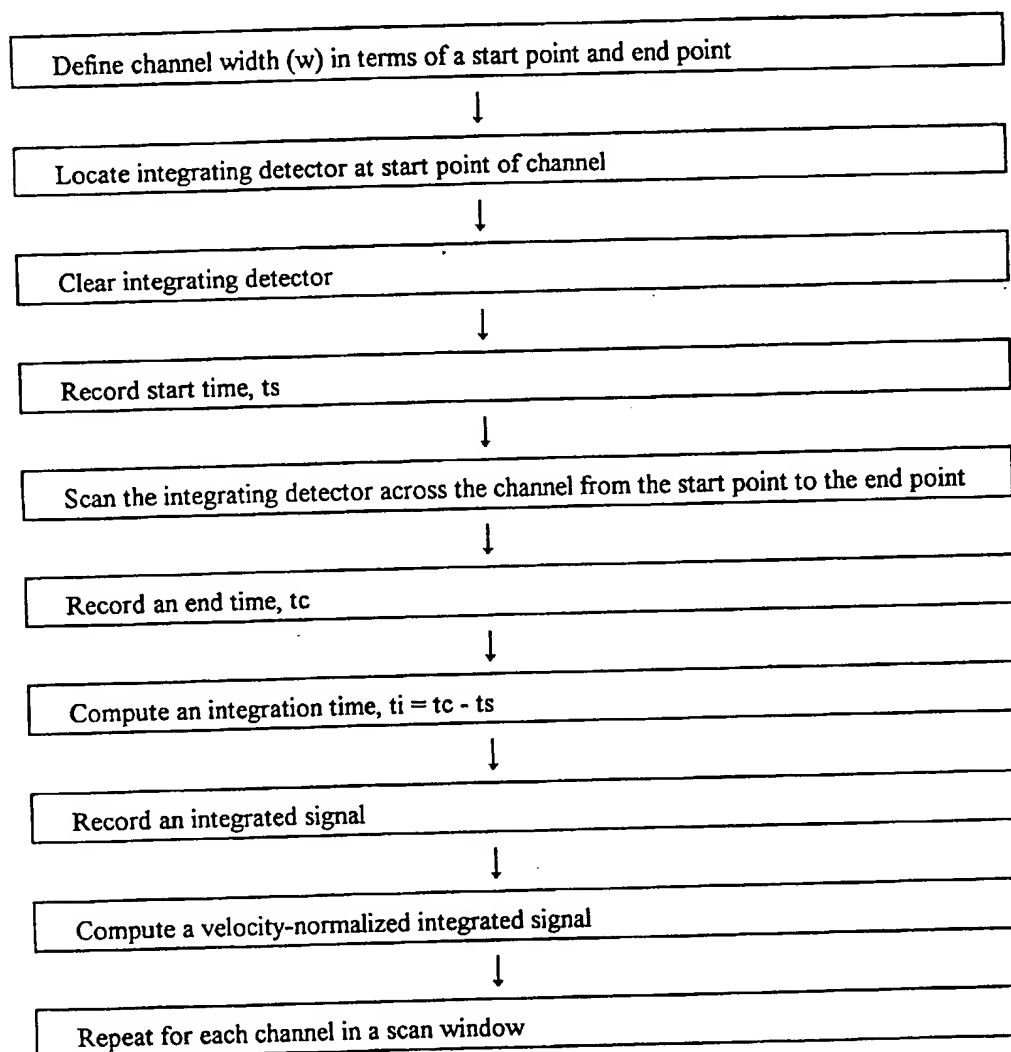 Define channel width (w) in terms of a start point and end point
Locate integrating detector at start point of channel
Clear integrating detector
Record start time, ts
Scan the integrating detector across the channel from the start point to the end point
Record an end time, tc
Compute an integration time, ti = tc - ts
Record an integrated signal
Compute a velocity-normalized integrated signal
Repeat for each channel in a scan window